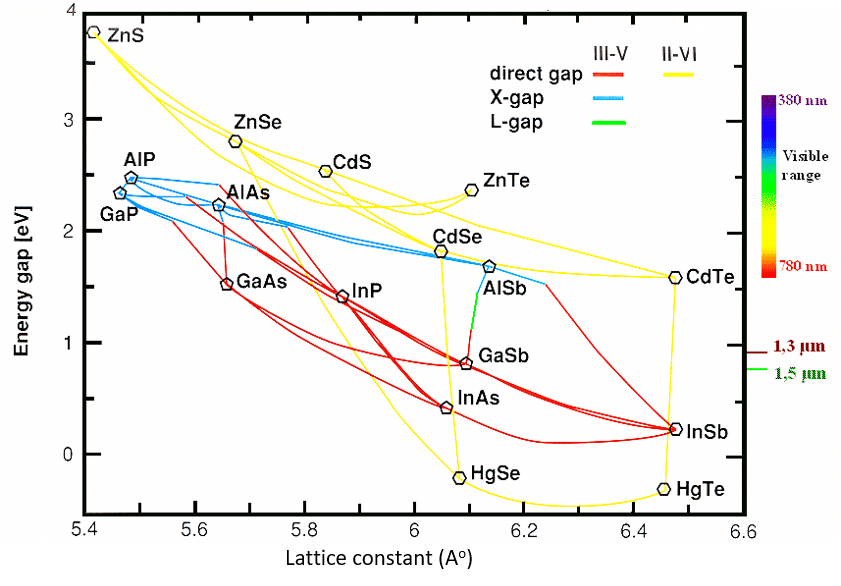 4
3
2
1
0
Energy gap [eV]
5.4
5.6
5.8
6
6.2
6.4
6.6
Lattice constant (Aᵒ)
III-V
II-VI
direct gap
X-gap
L-gap
ZnS
ZnSe
CdS
ZnTe
AlP
AlAs
GaP
CdSe
AlSb
CdTe
GaAs
InP
GaSb
InAs
InSb
HgSe
HgTe
380 nm
Visible
range
780 nm
1,3 µm
1,5 µm